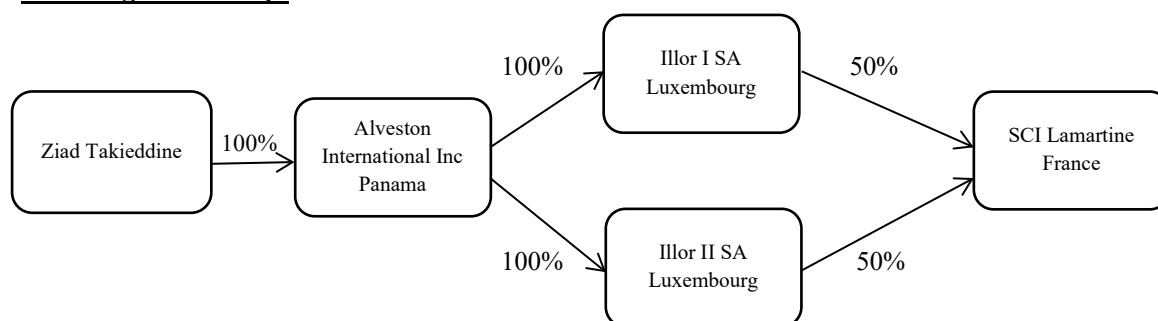 Ziad Takieddine
100%
Alveston
International Inc
Panama
100%
Illor I SA
Luxembourg
50%
100%
Illor II SA
Luxembourg
50%
SCI Lamartine
France